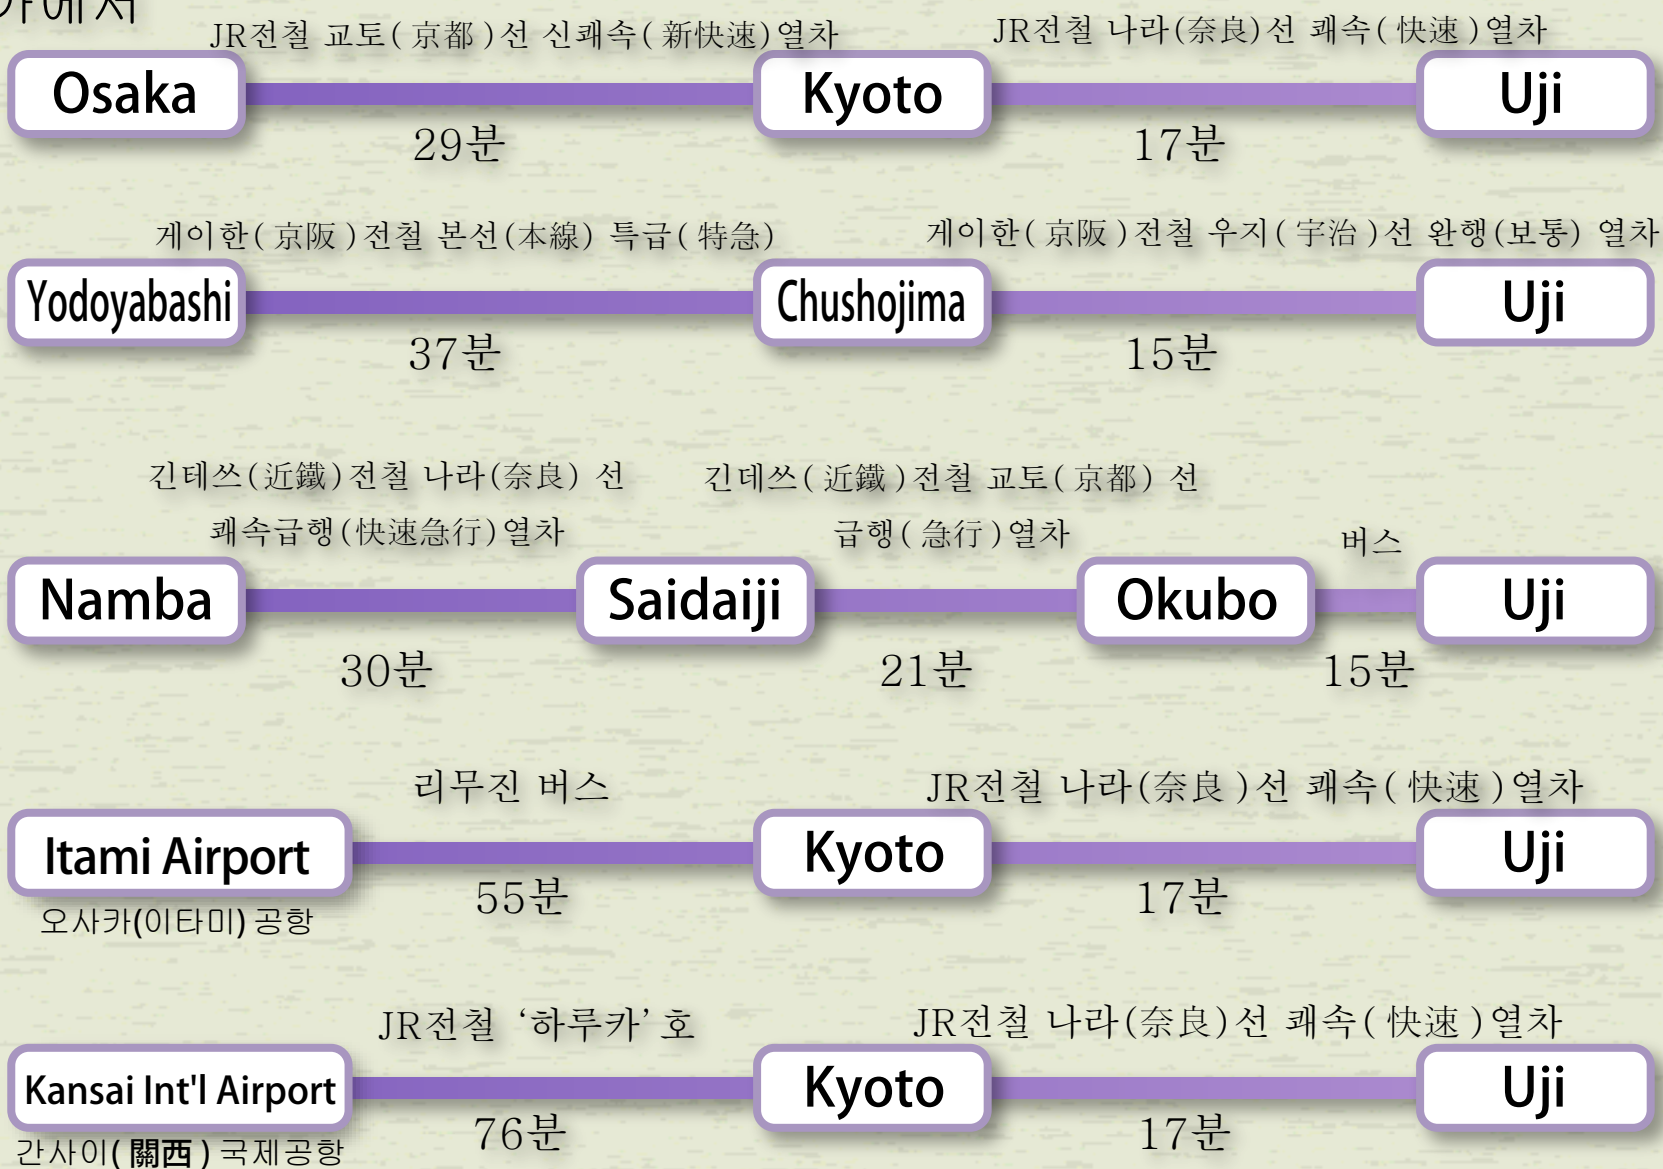 에서
JR전철 교토( 京都 )선 신쾌속( 新快速)열차
JR전철 나라(奈良)선 쾌속( 快速 )열차
Osaka
Kyoto
Uji
29분
17분
게이한( 京阪 )전철 본선(本線) 특급( 特急)
게이한( 京阪 )전철 우지( 宇治 )선 완행(보통) 열차
Yodoyabashi
Chushojima
Uji
37분
15분
긴테쓰(近鐵)전철 나라(奈良) 선
쾌속급행(快速急行)열차
긴테쓰( 近鐵 )전철 교토( 京都) 선
급행( 急行 )열차
버스
Namba
Saidaiji
Okubo
Uji
30분
21분
15분
리무진 버스
JR전철 나라(奈良 )선 쾌속( 快速 )열차
Itami Airport
Kyoto
Uji
55분
17분
오사카(이타미) 공항
JR전철 ‘하루카’ 호
JR전철 나라(奈良)선 쾌속( 快速 )열차
Kansai Int'l Airport
Kyoto
Uji
76분
17분
간사이( 關西 ) 국제공항